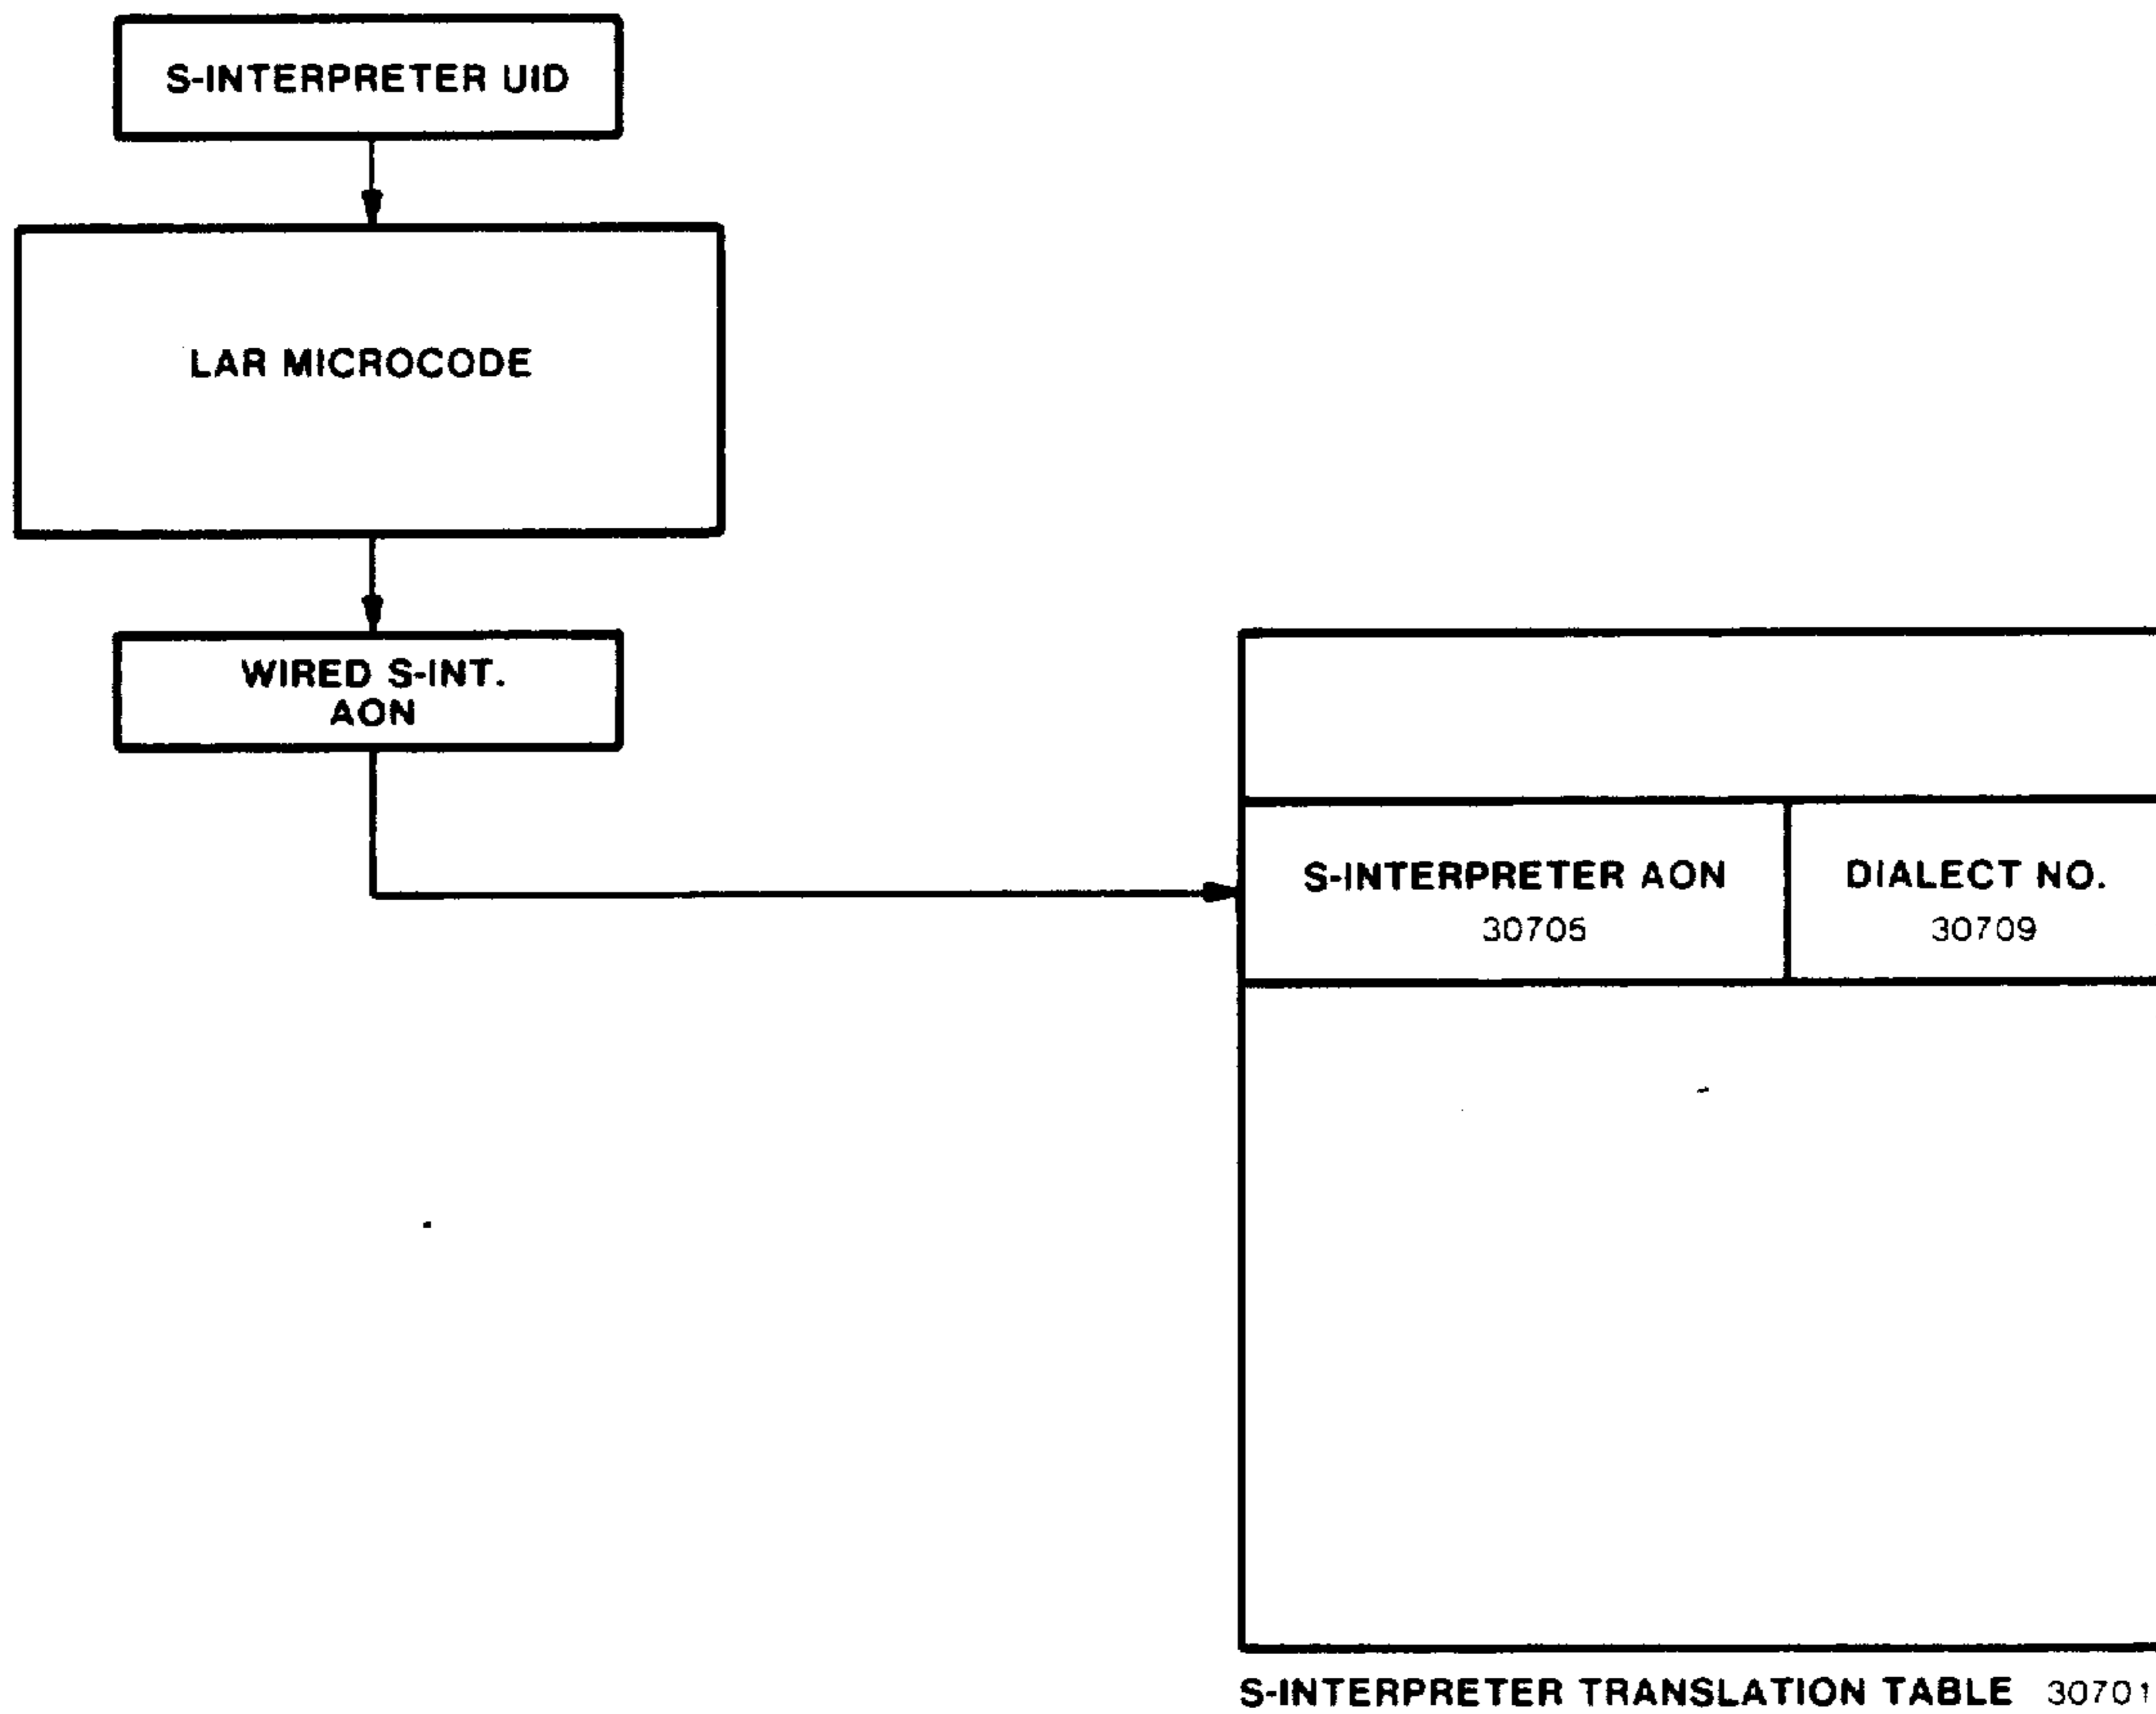 S-INTERPRETER UID
LAR MICROCODE
WIRED S-INT.
AON
S-INTERPRETER AON
30705
DIALECT NO.
30709
S-INTERPRETER TRANSLATION TABLE 30701